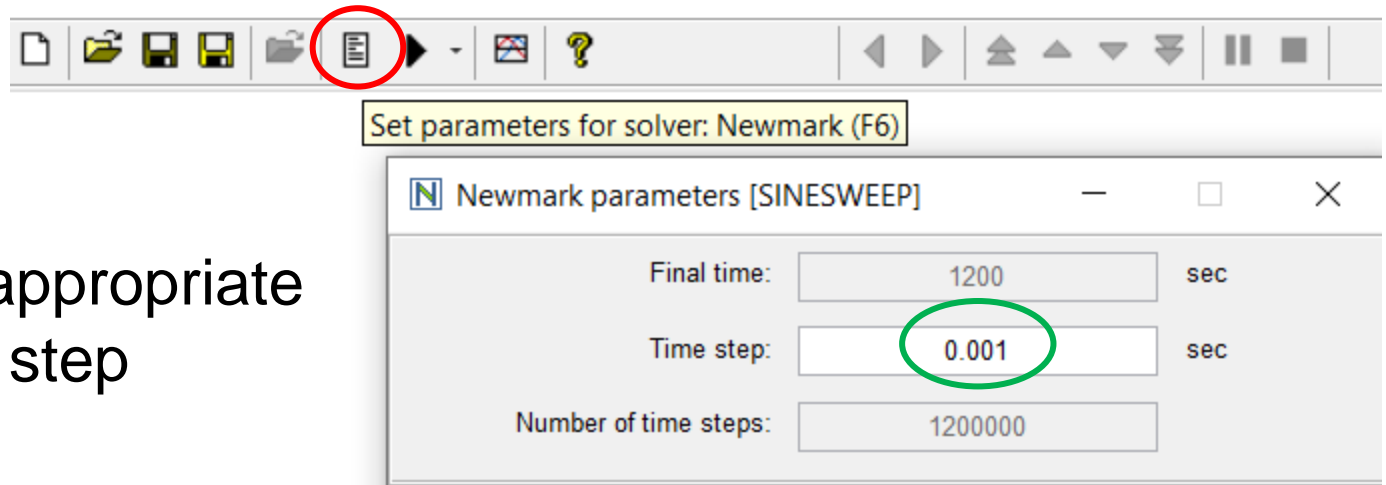 Set parameters for solver: Newmark (F6)
Newmark parameters [SINESWEEP]
appropriate
step
Final time: 1200 sec
Time step: 0.001 sec
Number of time steps: 1200000